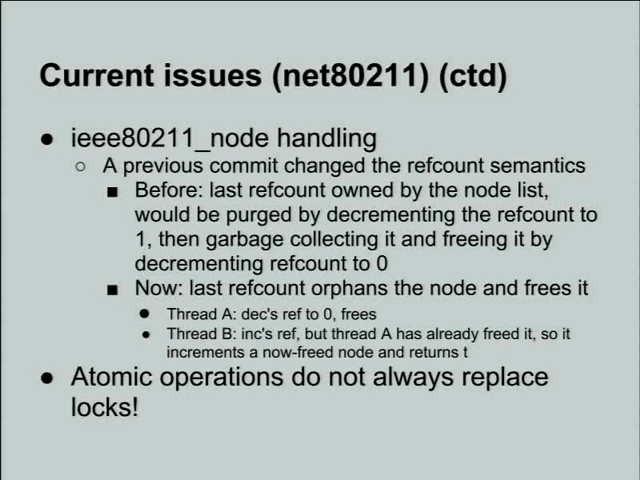 Current issues (net80211) (ctd)
● ieee80211_node handling
○ A previous commit changed the refcount semantics
■ Before: last refcount owned by the node list,
would be purged by decrementing the refcount to
1, then garbage collecting it and freeing it by
decrementing refcount to 0
■ Now: last refcount orphans the node and frees it
● Thread A: dec's ref to 0, frees
● Thread B: inc's ref, but thread A has already freed it, so it
increments a now-freed node and returns t
● Atomic operations do not always replace
locks!